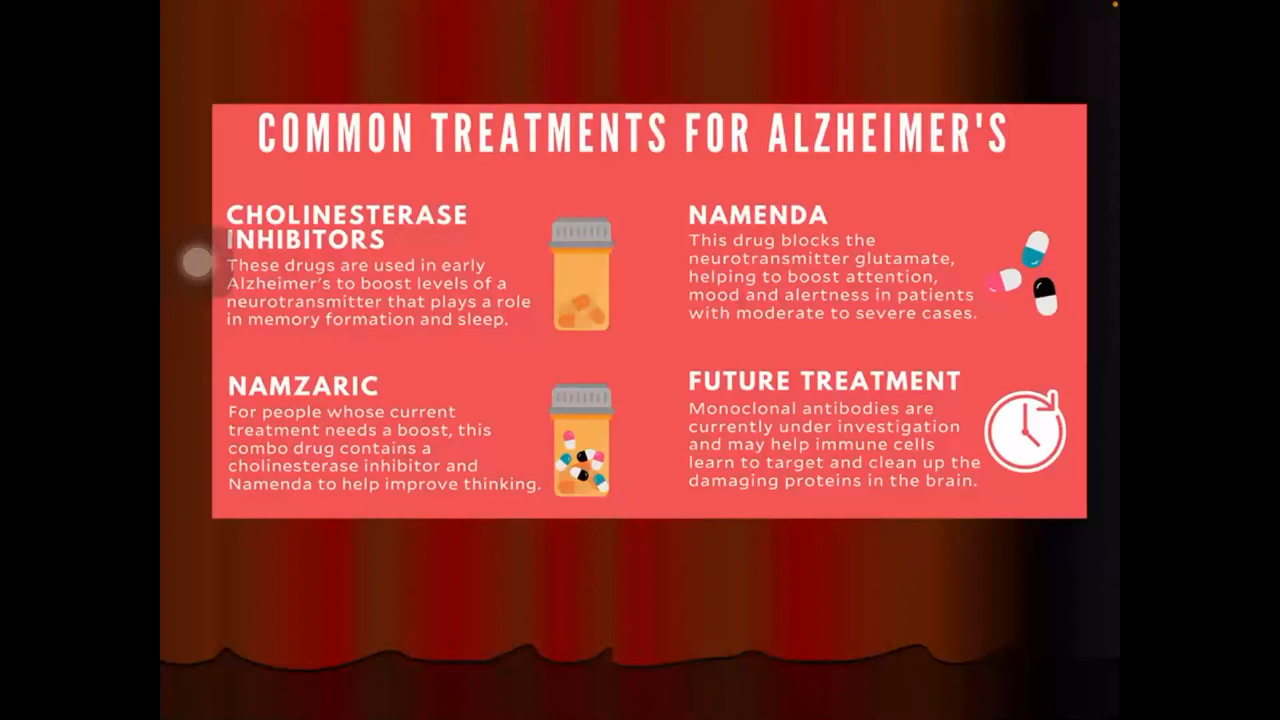 COMMON TREATMENTS FOR ALZHEIMER'S
CHOLINESTERASE
INHIBITORS
These drugs are used in early
Alzheimer's to boost levels of a
neurotransmitter that plays a role
in memory formation and sleep.
NAMENDA
This drug blocks the
neurotransmitter glutamate,
helping to boost attention,
mood and alertness in patients
with moderate to severe cases.
NAMZARIC
For people whose current
treatment needs a boost, this
combo drug contains a
cholinesterase inhibitor and
Namenda to help improve thinking.
FUTURE TREATMENT
Monoclonal antibodies are
currently under investigation
and may help immune cells
learn to target and clean up the
damaging proteins in the brain.